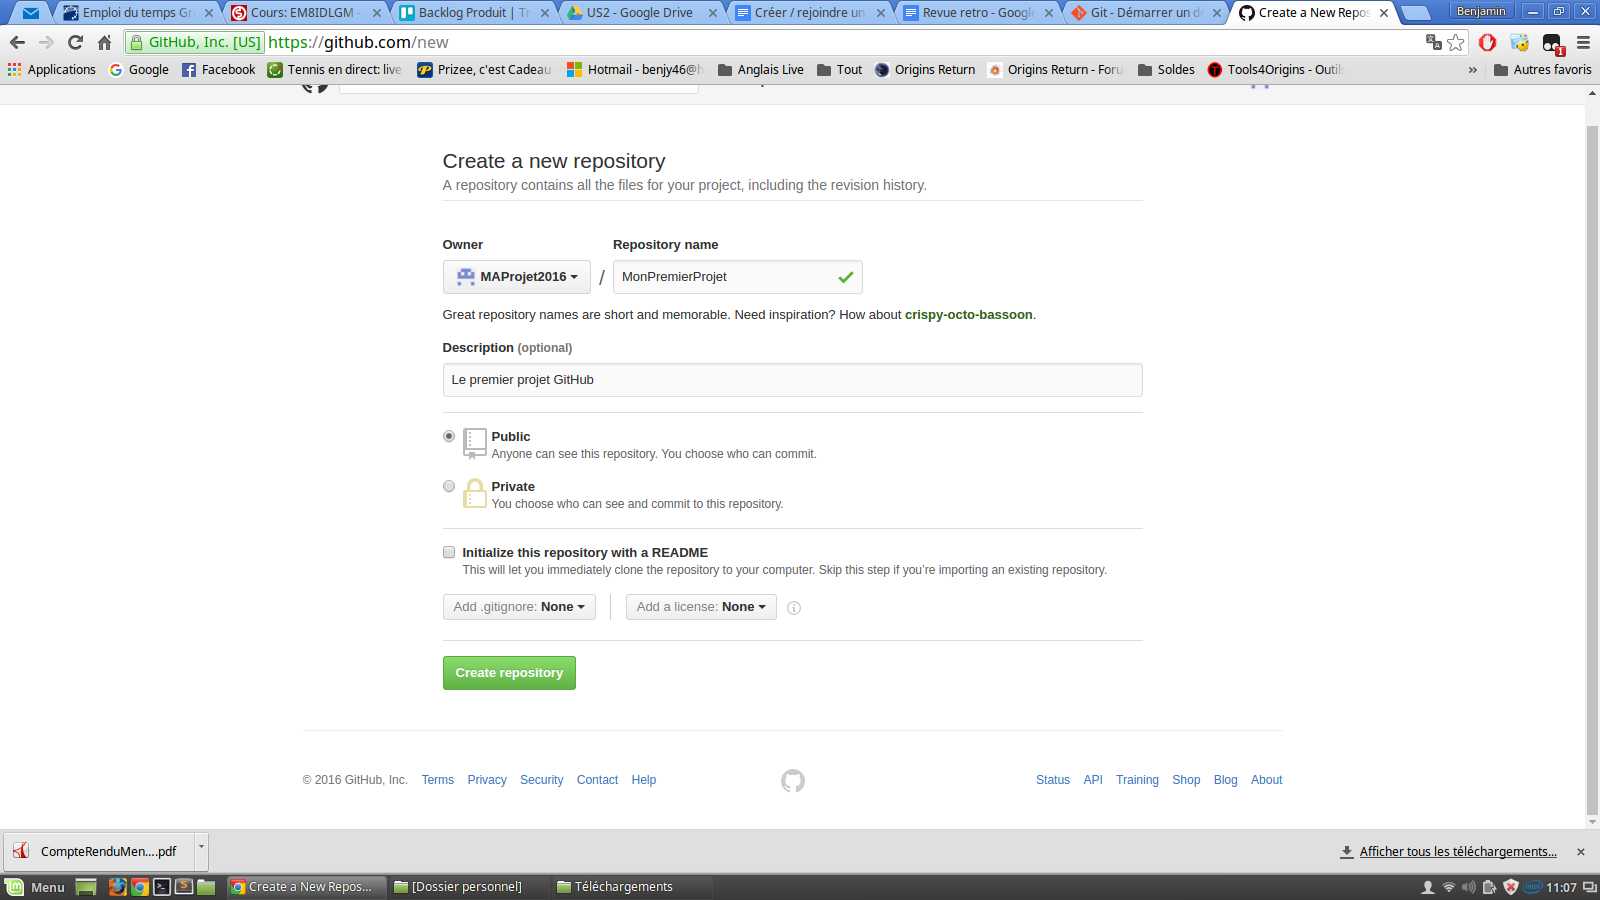 Emploi du temps Gr
Cours: EM8IDLGM -
Backlog Produit | Tr
US2 - Google Drive
Créer / rejoindre un
Revue retro - Google
Git - Démarrer un dé
Create a New Repos
Benjamin
GitHub, Inc. [US] https://github.com/new
Applications
Google
Facebook
Tennis en direct: live
Prizee, c'est Cadeau
Hotmail - benjy46@h
Anglais Live
Tout
Origins Return
Origins Return - Foru
Soldes
Tools4Origins - Outils
»
Autres favoris
Create a new repository
A repository contains all the files for your project, including the revision history.
Owner Repository name
MAProjet2016 / MonPremierProjet
Great repository names are short and memorable. Need inspiration? How about crispy-octo-bassoon.
Description (optional)
Le premier projet GitHub
Public
Anyone can see this repository. You choose who can commit.
Private
You choose who can see and commit to this repository.
Initialize this repository with a README
This will let you immediately clone the repository to your computer. Skip this step if you're importing an existing repository.
Add .gitignore: None Add a license: None
Create repository
© 2016 GitHub, Inc. Terms Privacy Security Contact Help Status API Training Shop Blog About
CompteRenduMen....pdf Afficher tous les téléchargements...
Menu Create a New Repos... [Dossier personnel] Téléchargements 11:07